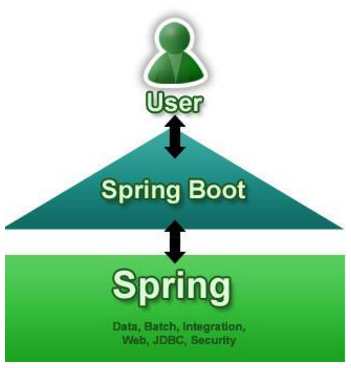 User
Spring Boot
Spring
Data, Batch, Integration,
Web, JDBC, Security